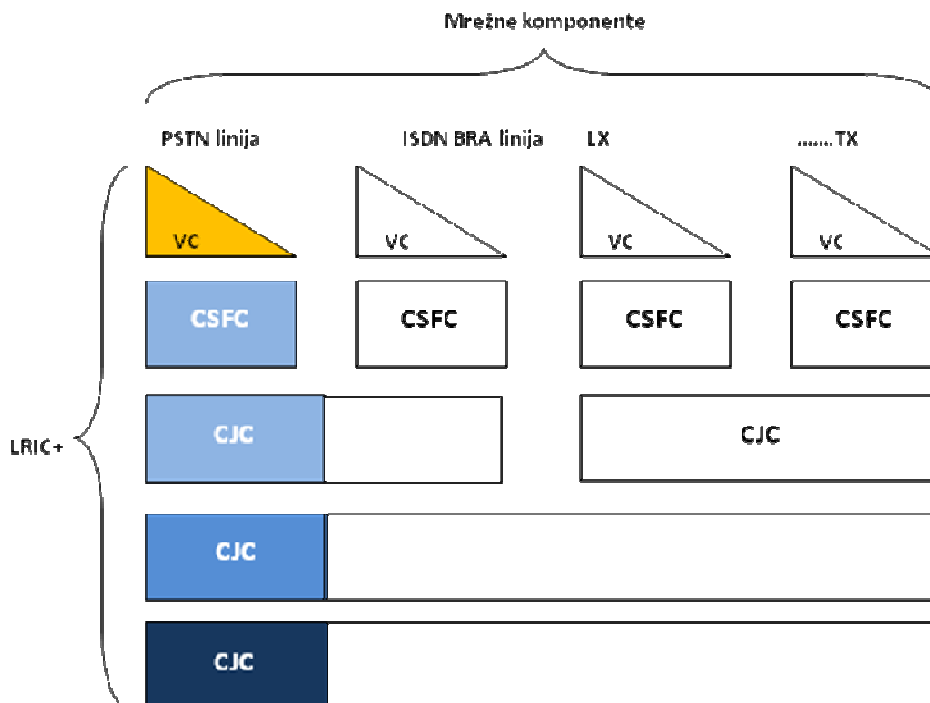 Mrežne komponente
PSTN linija ISDN BRA linija LX .......TX
VC VC VC VC
CSFC CSFC CSFC CSFC
CJC CJC
LRIC+
CJC
CJC